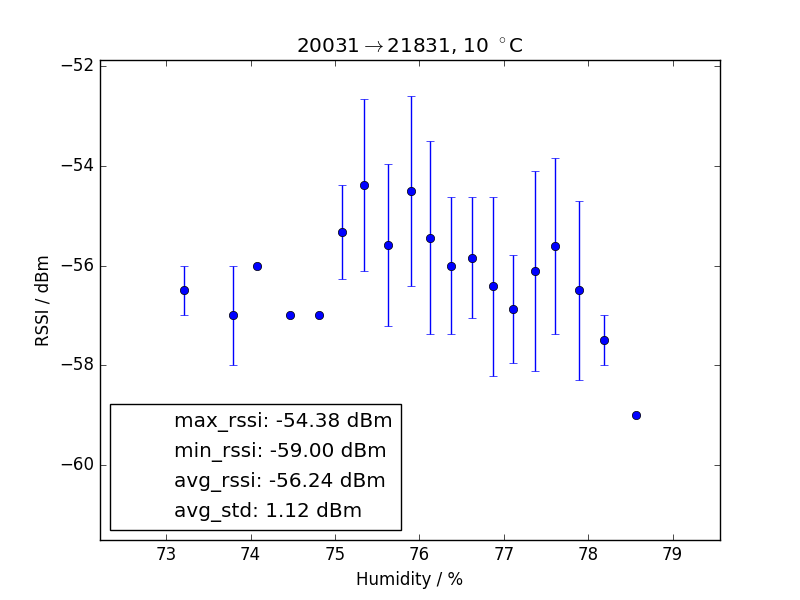 20031→21831, 10 °C
−52
−54
−56
−58
−60
RSSI / dBm
max_rssi: -54.38 dBm
min_rssi: -59.00 dBm
avg_rssi: -56.24 dBm
avg_std: 1.12 dBm
73 74 75 76 77 78 79
Humidity / %